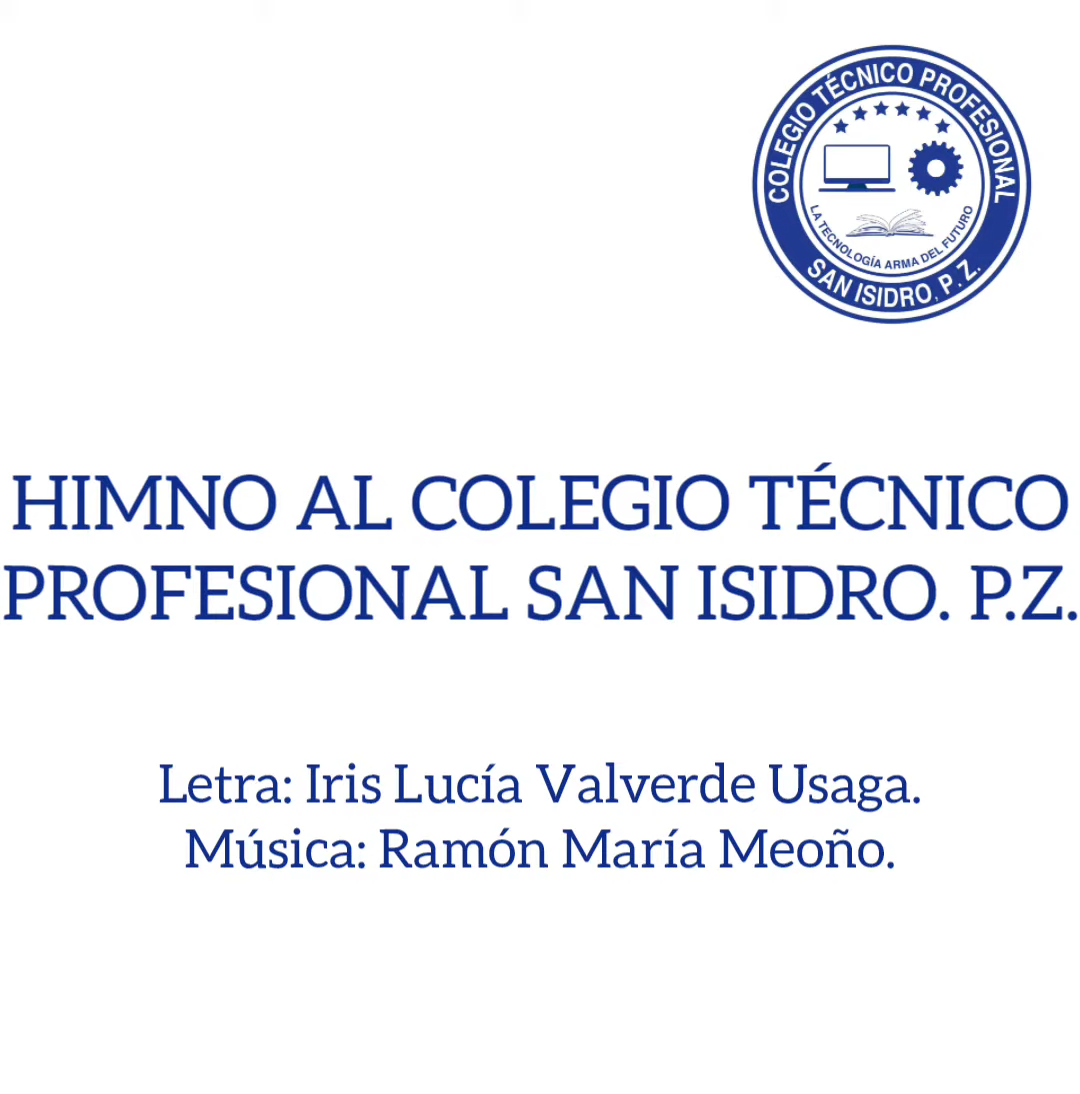 COLEGIO TÉCNICO PROFESIONAL
LA TECNOLOGÍA ARMA DEL FUTURO
SAN ISIDRO, P.Z.
HIMNO AL COLEGIO TÉCNICO
PROFESIONAL SAN ISIDRO. P.Z.
Letra: Iris Lucía Valverde Usaga.
Música: Ramón María Meoño.